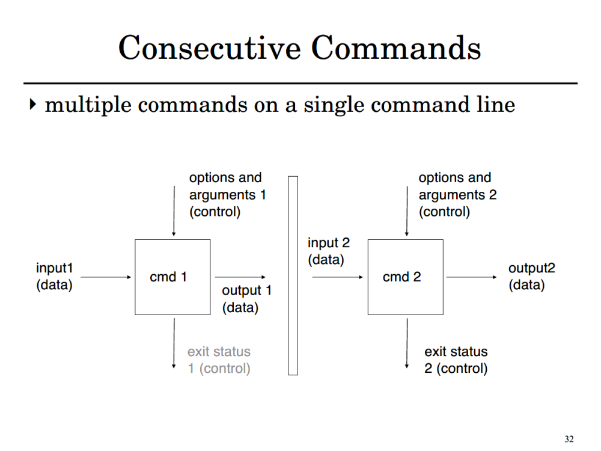 Consecutive Commands
multiple commands on a single command line
options and
arguments 1
(control)
options and
arguments 2
(control)
input1
(data)
cmd 1
output 1
(data)
input 2
(data)
cmd 2
output2
(data)
exit status
1 (control)
exit status
2 (control)
32